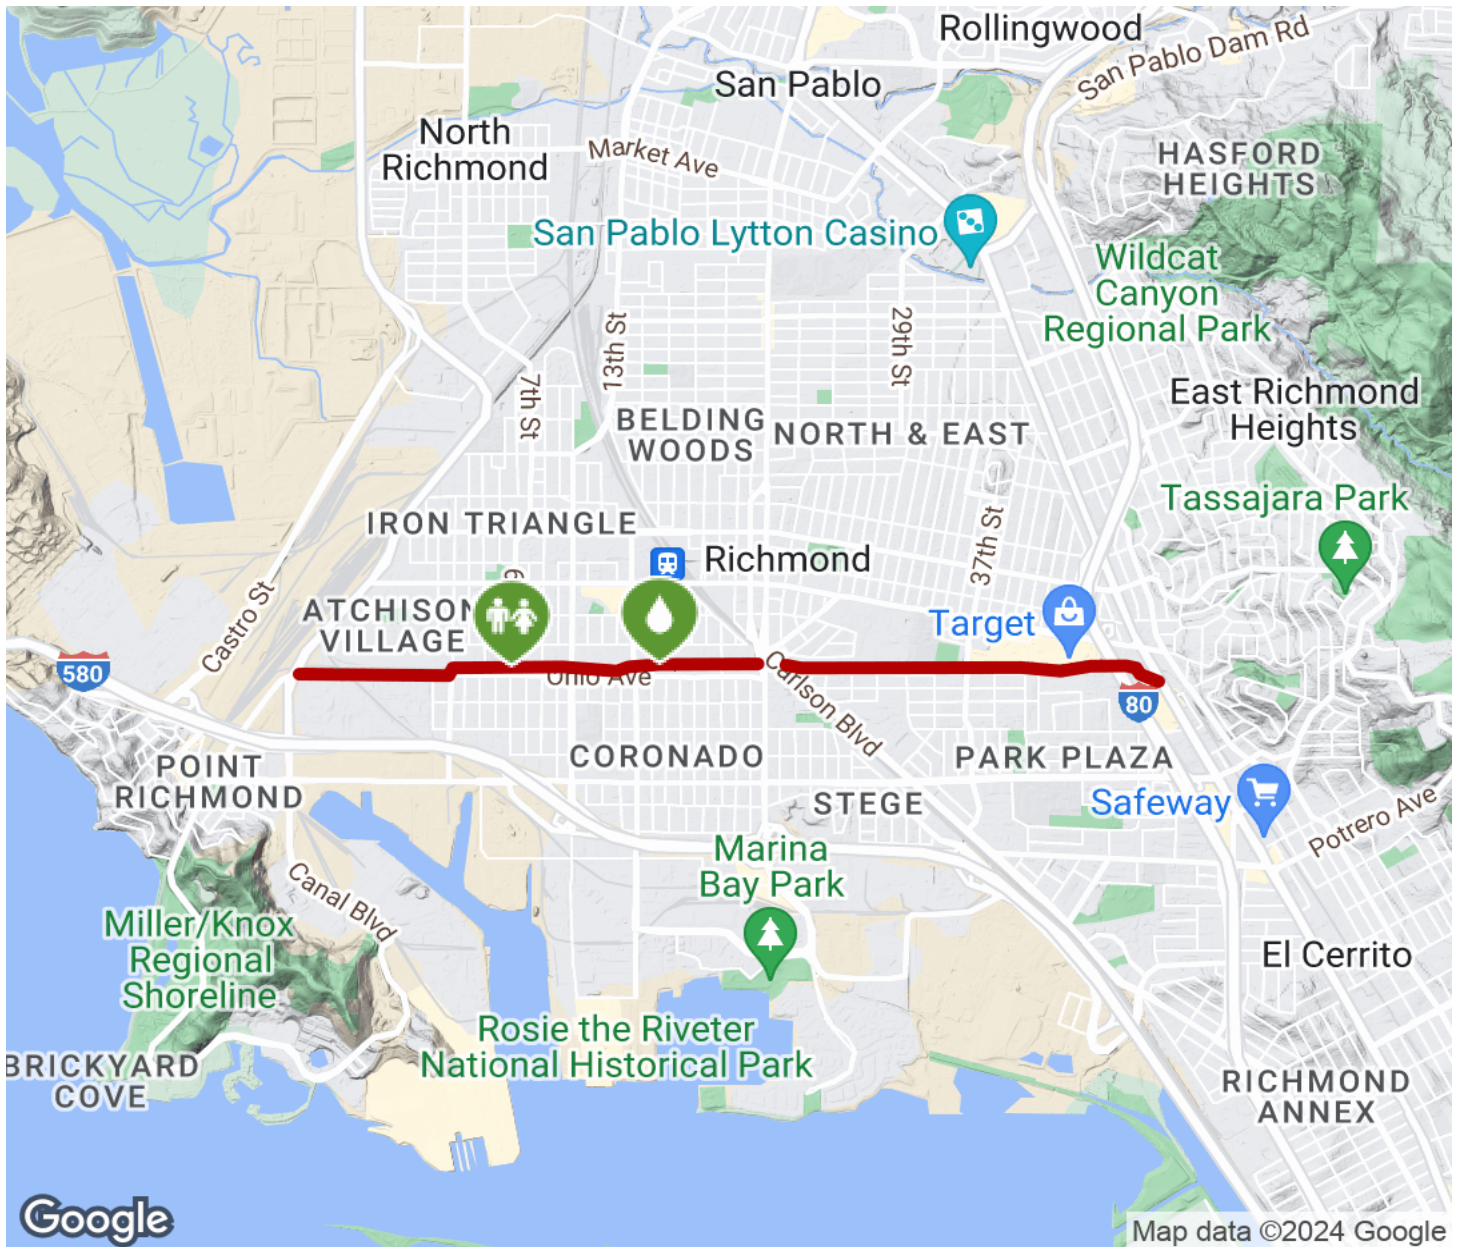 Rollingwood
San Pablo Dam Rd
San Pablo
North
Richmond
Market Ave
HASFORD
HEIGHTS
San Pablo Lytton Casino
Wildcat
Canyon
Regional Park
29th St
13th St
7th St
East Richmond
Heights
BELDING
WOODS
NORTH & EAST
Tassajara Park
IRON TRIANGLE
37th St
Richmond
6
Castro St
ATCHISON
VILLAGE
Target
580
Ohio Ave
Carlson Blvd
80
POINT
RICHMOND
CORONADO
PARK PLAZA
STEGE
Safeway
Potrero Ave
Marina
Bay Park
Canal Blvd
Miller/Knox
Regional
Shoreline
El Cerrito
Rosie the Riveter
National Historical Park
BRICKYARD
COVE
RICHMOND
ANNEX
Google
Map data ©2024 Google